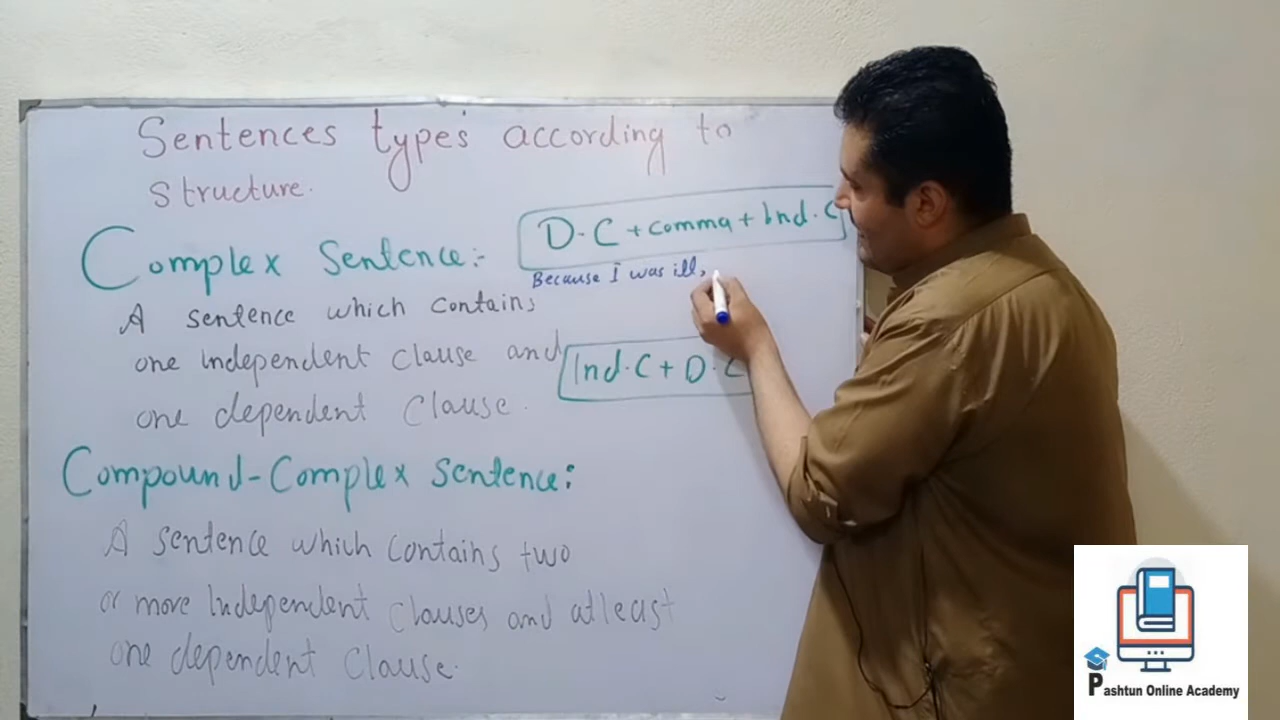 Sentences types according to
structure.
Complex Sentence:-
D.C + comma + Ind.C
Because I was ill,
A sentence which contains
one independent clause and
one dependent clause.
Ind.C + D.C
Compound-Complex sentence:
A sentence which contains two
or more independent clauses and atleast
one dependent clause.
Pashtun Online Academy